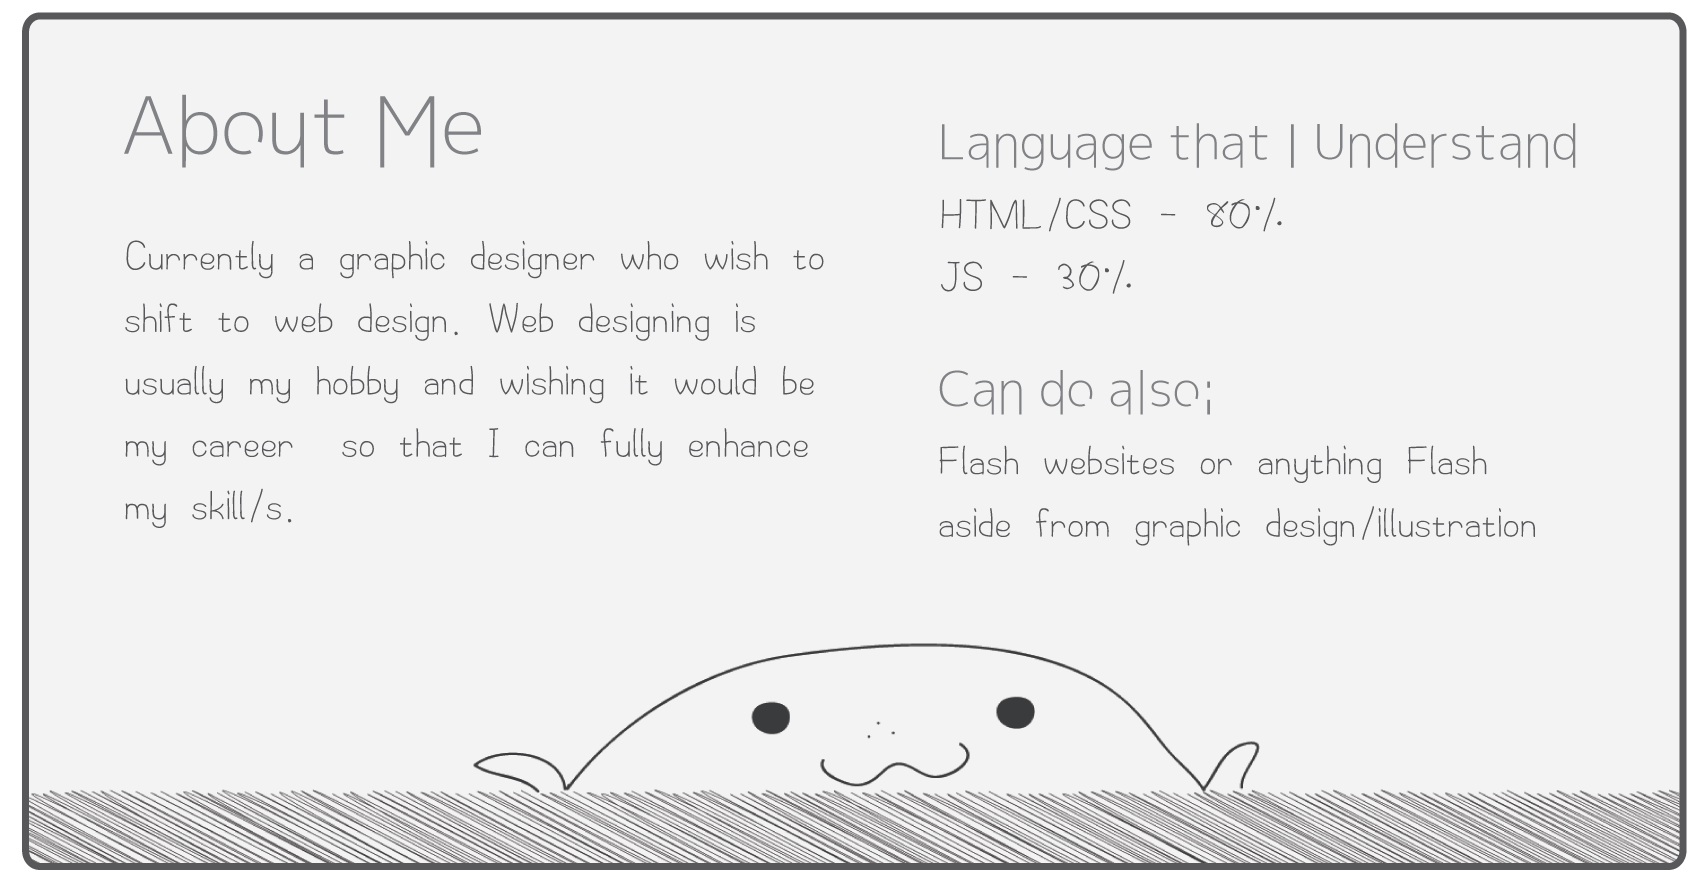 About Me
Currently a graphic designer who wish to
shift to web design. Web designing is
usually my hobby and wishing it would be
my career so that I can fully enhance
my skill/s.
Language that I Understand
HTML/CSS - 80%
JS - 30%
Can do also;
Flash websites or anything Flash
aside from graphic design/illustration